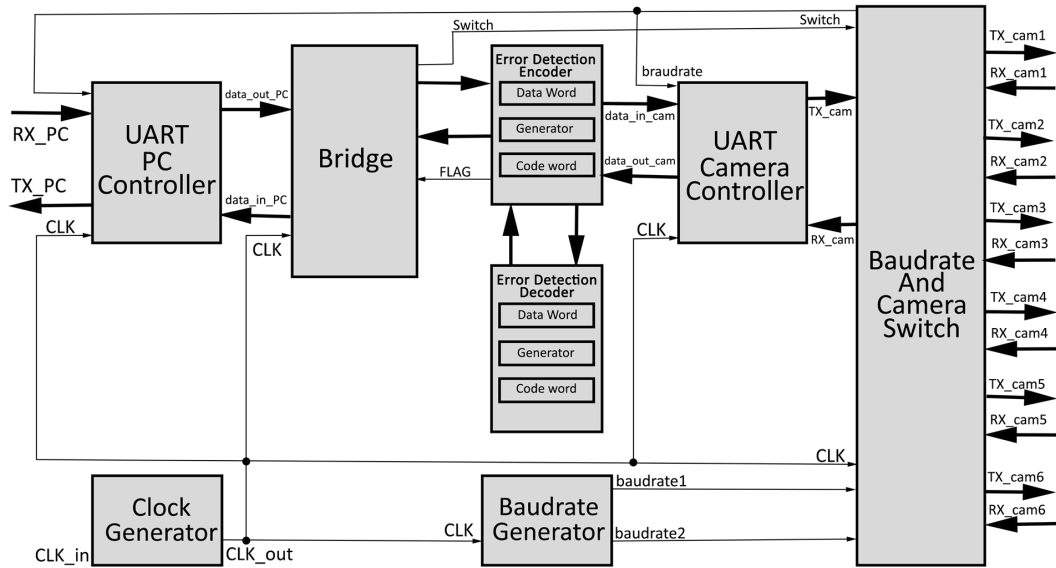 Switch
Switch
TX_cam1
RX_cam1
Error Detection
Encoder
Data Word
Generator
Code word
braudrate
data_out_PC
RX_PC
UART
PC
Controller
Bridge
data_in_cam
TX_cam
UART
Camera
Controller
TX_cam2
RX_cam2
data_out_cam
FLAG
TX_PC
data_in_PC
CLK
CLK
CLK
RX_cam
TX_cam3
RX_cam3
Baudrate
And
Camera
Switch
Error Detection
Decoder
Data Word
Generator
Code word
TX_cam4
RX_cam4
TX_cam5
RX_cam5
CLK
TX_cam6
RX_cam6
Clock
Generator
CLK_in
CLK_out
CLK
Baudrate
Generator
baudrate1
baudrate2